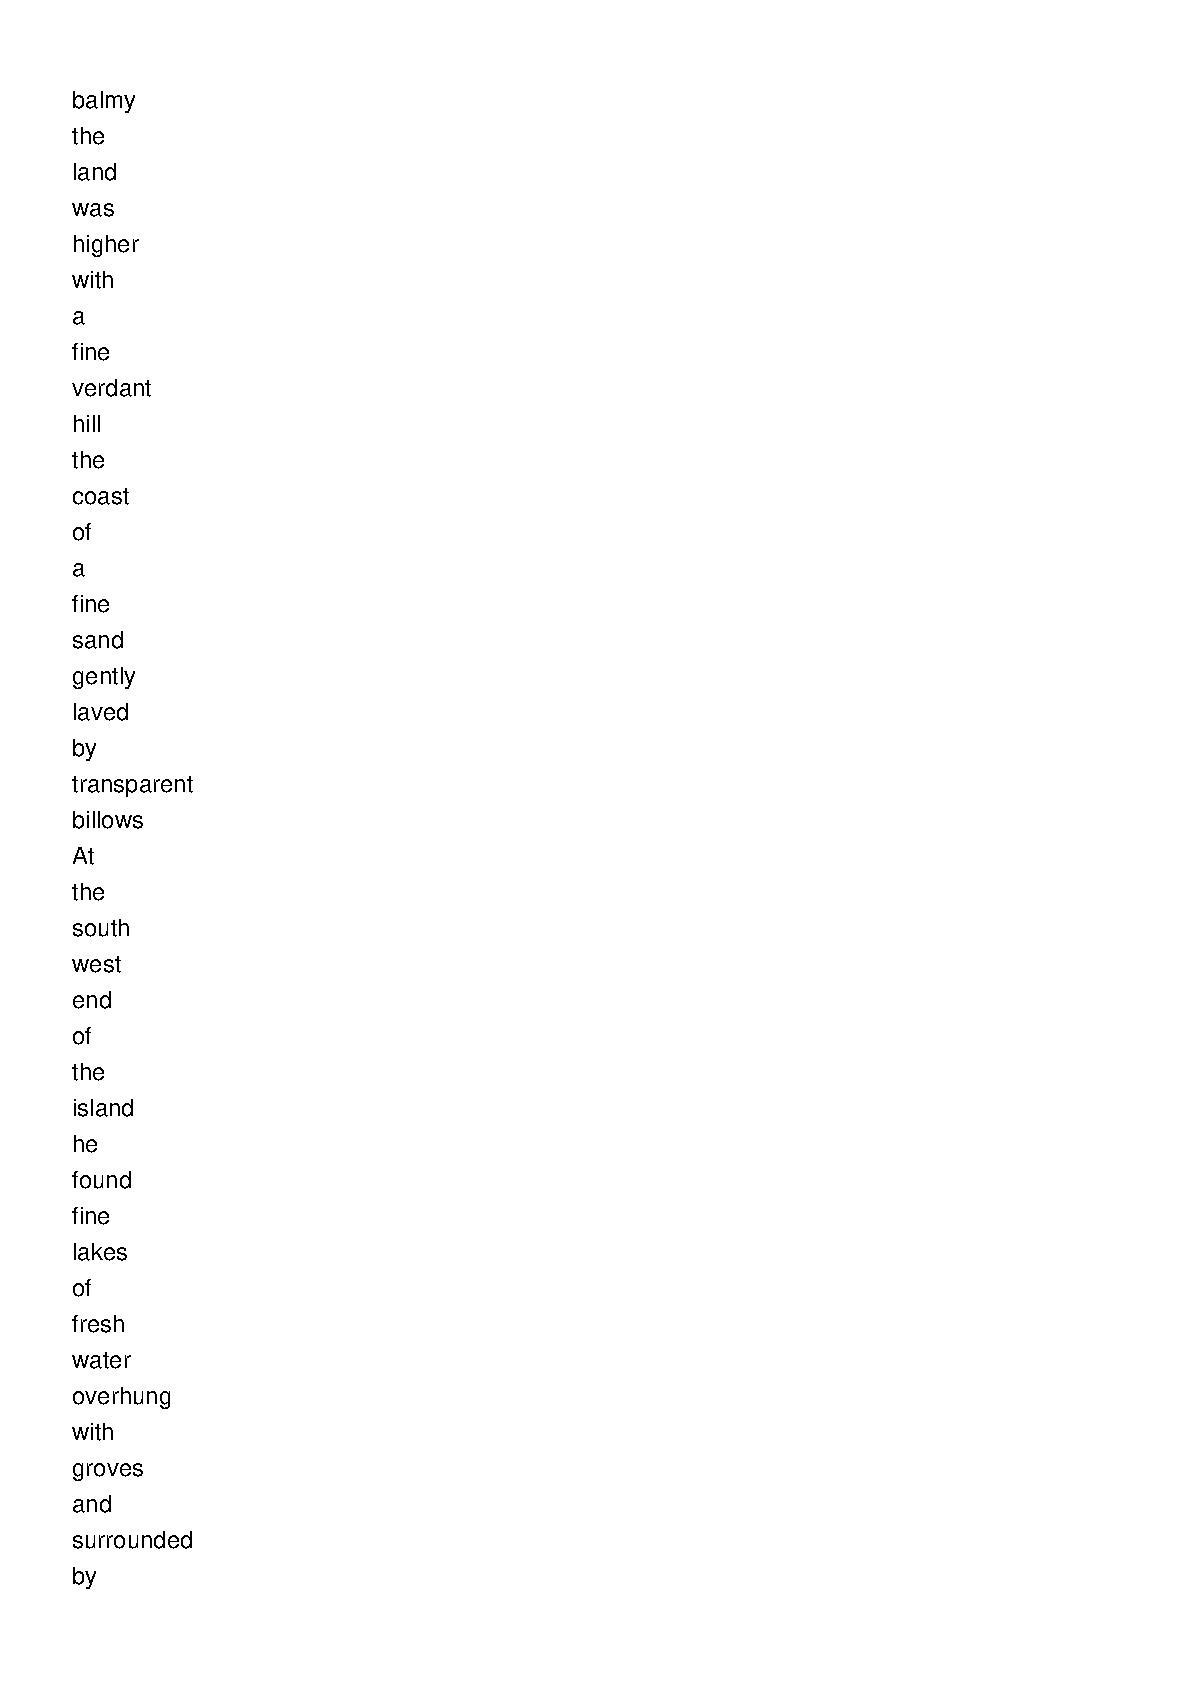 balmy
the
land
was
higher
with
a
fine
verdant
hill
the
coast
of
a
fine
sand
gently
laved
by
transparent
billows
At
the
south
west
end
of
the
island
he
found
fine
lakes
of
fresh
water
overhung
with
groves
and
surrounded
by